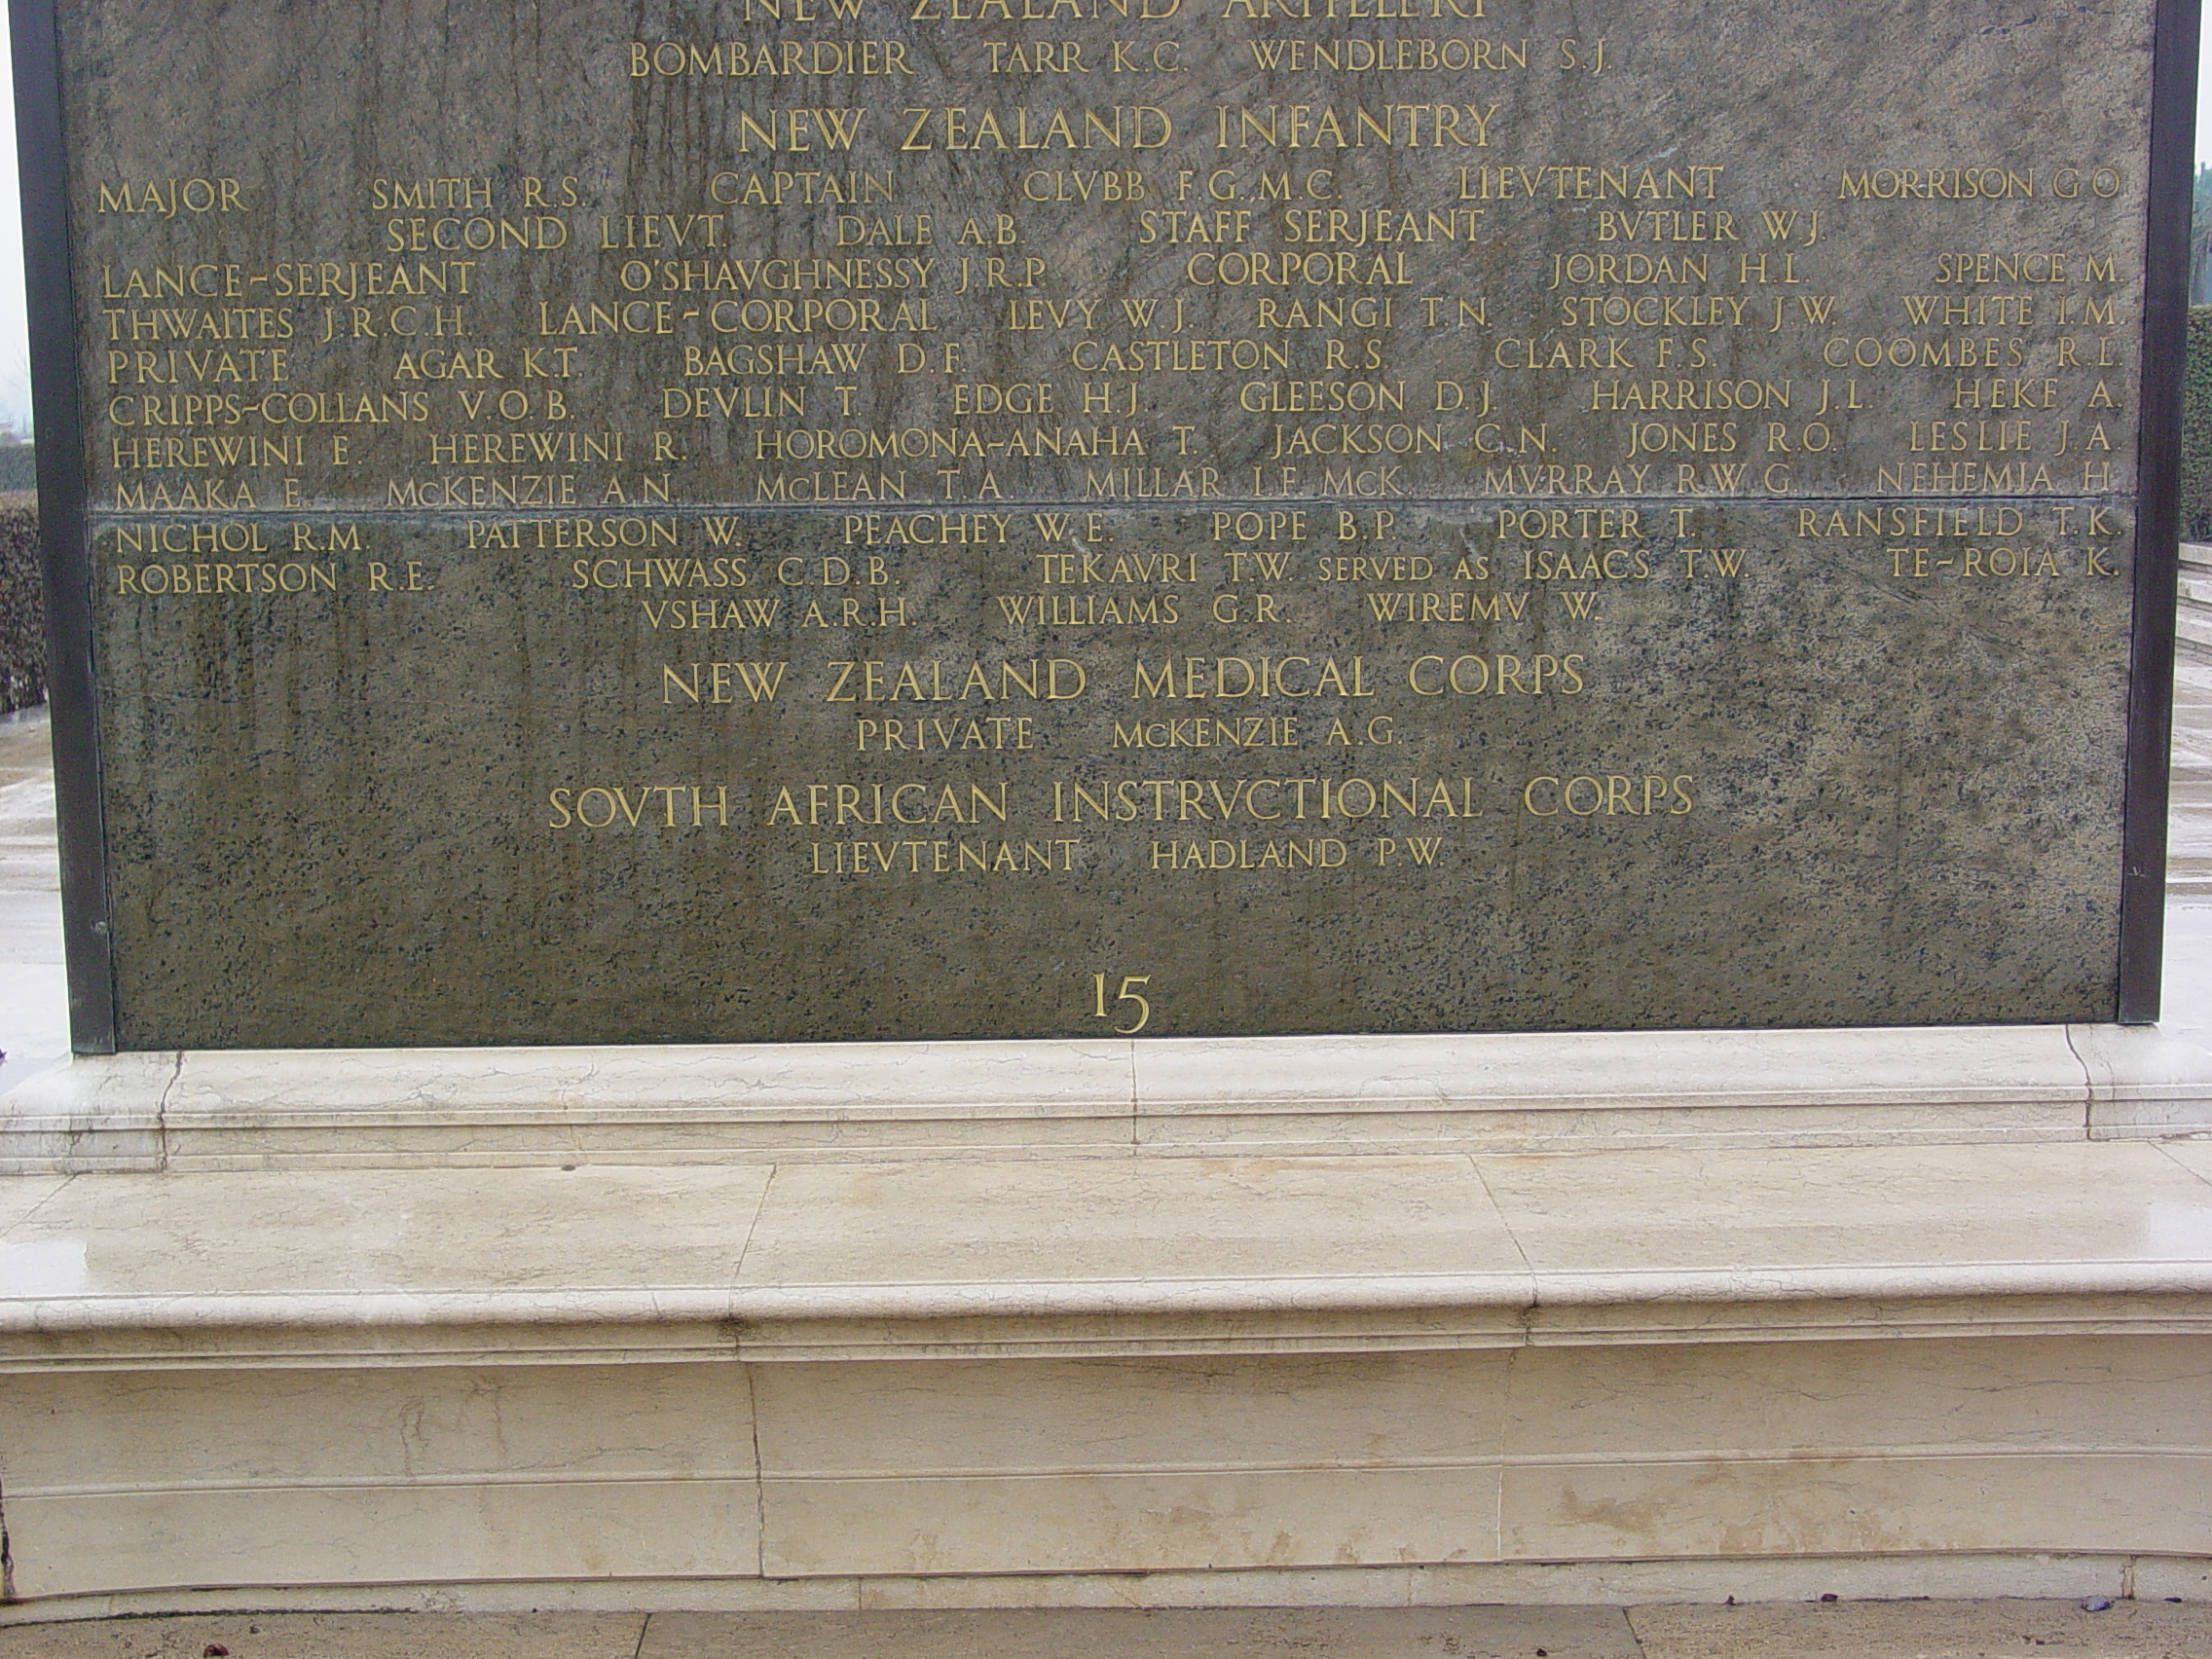 NEW ZEALAND ARTILLERY
BOMBARDIER TARR K.C. WENDLEBORN S.J.
NEW ZEALAND INFANTRY
MAJOR SMITH R.S. CAPTAIN CLVBB F.G.,M.C. LIEVTENANT MORRISON G.O.
SECOND LIEVT. DALE A.B. STAFF SERJEANT BVTLER W.J.
LANCE-SERJEANT O'SHAVGHNESSY J.R.P. CORPORAL JORDAN H.L. SPENCE M.
THWAITES J.R.C.H. LANCE-CORPORAL LEVY W.J. RANGI T.N. STOCKLEY J.W. WHITE I.M.
PRIVATE AGAR K.T. BAGSHAW D.F. CASTLETON R.S. CLARK F.S. COOMBES R.L.
CRIPPS-COLLANS V.O.B. DEVLIN T. EDGE H.J. GLEESON D.J. HARRISON J.L. HEKE A.
HEREWINI E. HEREWINI R. HOROMONA-ANAHA T. JACKSON C.N. JONES R.O. LESLIE J.A.
MAAKA E. McKENZIE A.N. McLEAN T.A. MILLAR I.F. McK. MVRRAY R.W.G. NEHEMIA H.
NICHOL R.M. PATTERSON W. PEACHEY W.E. POPE B.P. PORTER T. RANSFIELD T.K.
ROBERTSON R.E. SCHWASS C.D.B. TEKAVRI T.W. SERVED AS ISAACS T.W. TE-ROIA K.
VSHAW A.R.H. WILLIAMS G.R. WIREMV W.
NEW ZEALAND MEDICAL CORPS
PRIVATE McKENZIE A.G.
SOVTH AFRICAN INSTRVCTIONAL CORPS
LIEVTENANT HADLAND P.W.
15